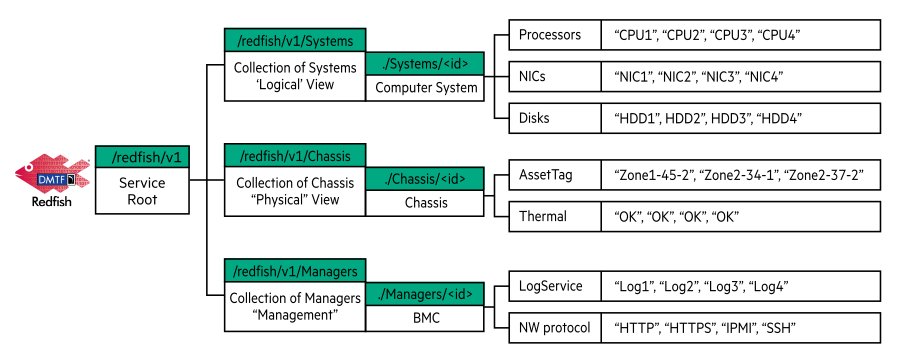 DMTF
Redfish
/redfish/v1
Service
Root
/redfish/v1/Systems
Collection of Systems
‘Logical’ View
./Systems/<id>
Computer System
Processors “CPU1”, “CPU2”, “CPU3”, “CPU4”
NICs “NIC1”, “NIC2”, “NIC3”, “NIC4”
Disks “HDD1”, HDD2”, HDD3”, “HDD4”
/redfish/v1/Chassis
Collection of Chassis
“Physical” View
./Chassis/<id>
Chassis
AssetTag “Zone1-45-2”, “Zone2-34-1”, “Zone2-37-2”
Thermal “OK”, “OK”, “OK”, “OK”
/redfish/v1/Managers
Collection of Managers
“Management”
./Managers/<id>
BMC
LogService “Log1”, “Log2”, “Log3”, “Log4”
NW protocol “HTTP”, “HTTPS”, “IPMI”, “SSH”